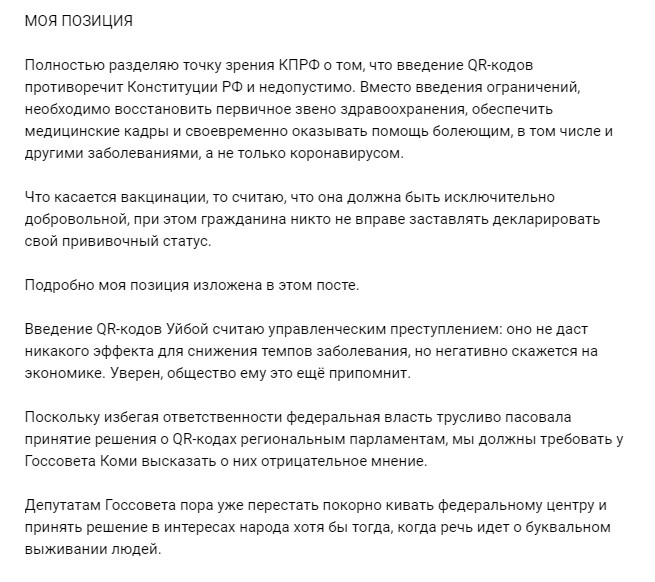 МОЯ ПОЗИЦИЯ
Полностью разделяю точку зрения КПРФ о том, что введение QR-кодов
противоречит Конституции РФ и недопустимо. Вместо введения ограничений,
необходимо восстановить первичное звено здравоохранения, обеспечить
медицинские кадры и своевременно оказывать помощь болеющим, в том числе и
другими заболеваниями, а не только коронавирусом.
Что касается вакцинации, то считаю, что она должна быть исключительно
добровольной, при этом гражданина никто не вправе заставлять декларировать
свой прививочный статус.
Подробно моя позиция изложена в этом посте.
Введение QR-кодов Уйбой считаю управленческим преступлением: оно не даст
никакого эффекта для снижения темпов заболевания, но негативно скажется на
экономике. Уверен, общество ему это ещё припомнит.
Поскольку избегая ответственности федеральная власть трусливо пасовала
принятие решения о QR-кодах региональным парламентам, мы должны требовать у
Госсовета Коми высказать о них отрицательное мнение.
Депутатам Госсовета пора уже перестать покорно кивать федеральному центру и
принять решение в интересах народа хотя бы тогда, когда речь идет о буквальном
выживании людей.